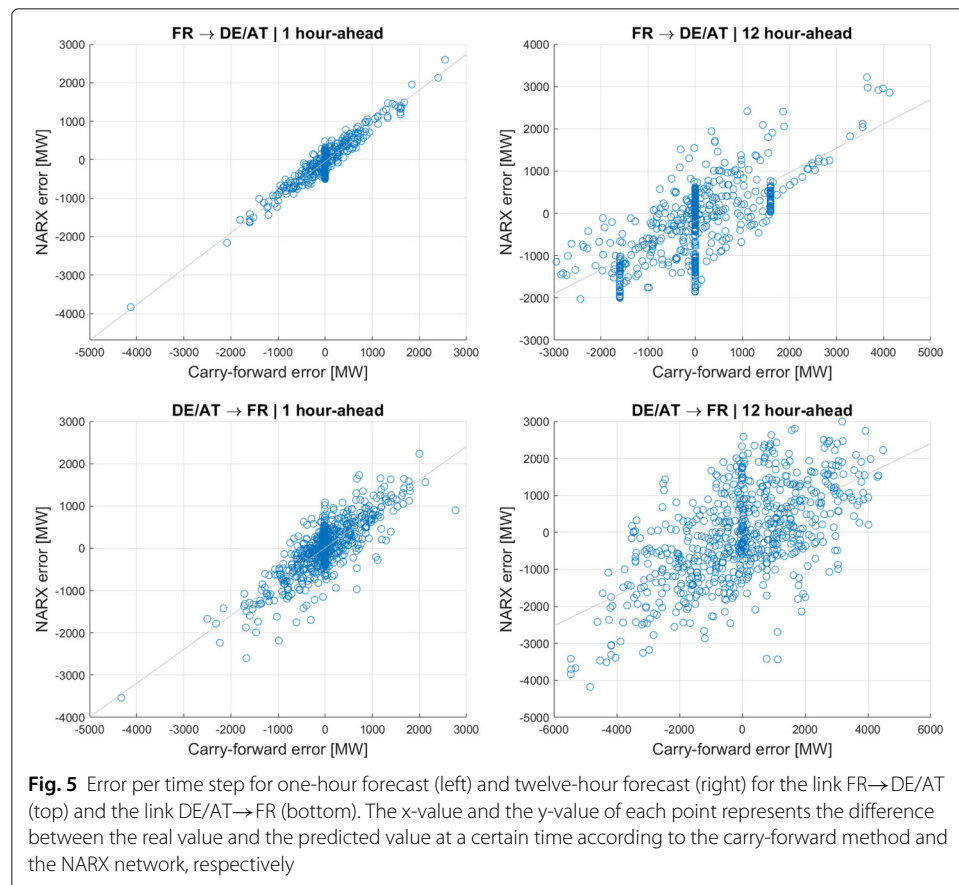 FR → DE/AT | 1 hour-ahead
3000
2000
1000
0
-1000
-2000
-3000
-4000
NARX error [MW]
-5000 -4000 -3000 -2000 -1000 0 1000 2000 3000
Carry-forward error [MW]
FR → DE/AT | 12 hour-ahead
4000
3000
2000
1000
0
-1000
-2000
3000
NARX error [MW]
-3000 -2000 -1000 0 1000 2000 3000 4000 5000
Carry-forward error [MW]
DE/AT → FR | 1 hour-ahead
3000
2000
1000
0
-1000
-2000
-3000
-4000
NARX error [MW]
-5000 -4000 -3000 -2000 -1000 0 1000 2000 3000
Carry-forward error [MW]
DE/AT → FR | 12 hour-ahead
3000
2000
1000
0
-1000
-2000
-3000
-4000
-5000
NARX error [MW]
-6000 -4000 -2000 0 2000 4000 6000
Carry-forward error [MW]
Fig. 5 Error per time step for one-hour forecast (left) and twelve-hour forecast (right) for the link FR→DE/AT
(top) and the link DE/AT→FR (bottom). The x-value and the y-value of each point represents the difference
between the real value and the predicted value at a certain time according to the carry-forward method and
the NARX network, respectively